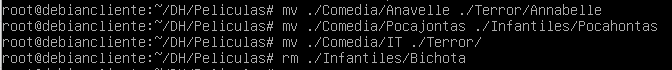 root@debiancliente:~/DH/Peliculas# mv ./Comedia/Anavelle ./Terror/Annabelle
root@debiancliente:~/DH/Peliculas# mv ./Comedia/Pocajontas ./Infantiles/Pocahontas
root@debiancliente:~/DH/Peliculas# mv ./Comedia/IT ./Terror/
root@debiancliente:~/DH/Peliculas# rm ./Infantiles/Bichota